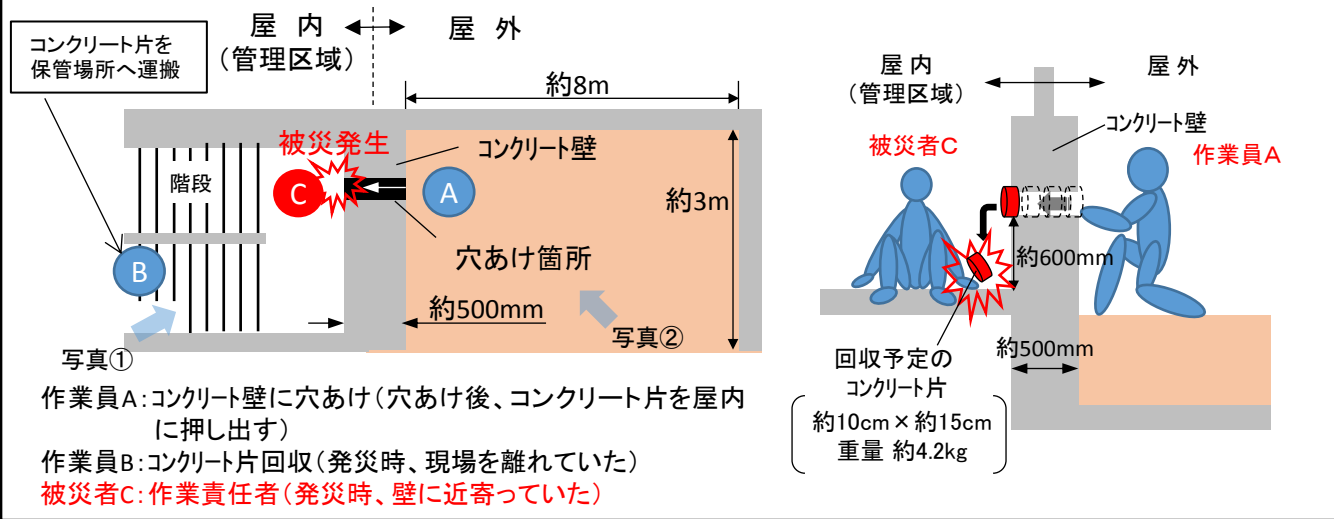 コンクリート片を
保管場所へ運搬
屋 内
(管理区域)
屋 外
約8m
被災発生
コンクリート壁
階段
C
A
B
約3m
穴あけ箇所
約500mm
写真①
写真②
作業員A:コンクリート壁に穴あけ(穴あけ後、コンクリート片を屋内
に押し出す)
作業員B:コンクリート片回収(発災時、現場を離れていた)
被災者C:作業責任者(発災時、壁に近寄っていた)
屋 内
(管理区域)
屋 外
コンクリート壁
被災者C
作業員A
約600mm
約500mm
回収予定の
コンクリート片
約10cm×約15cm
重量 約4.2kg